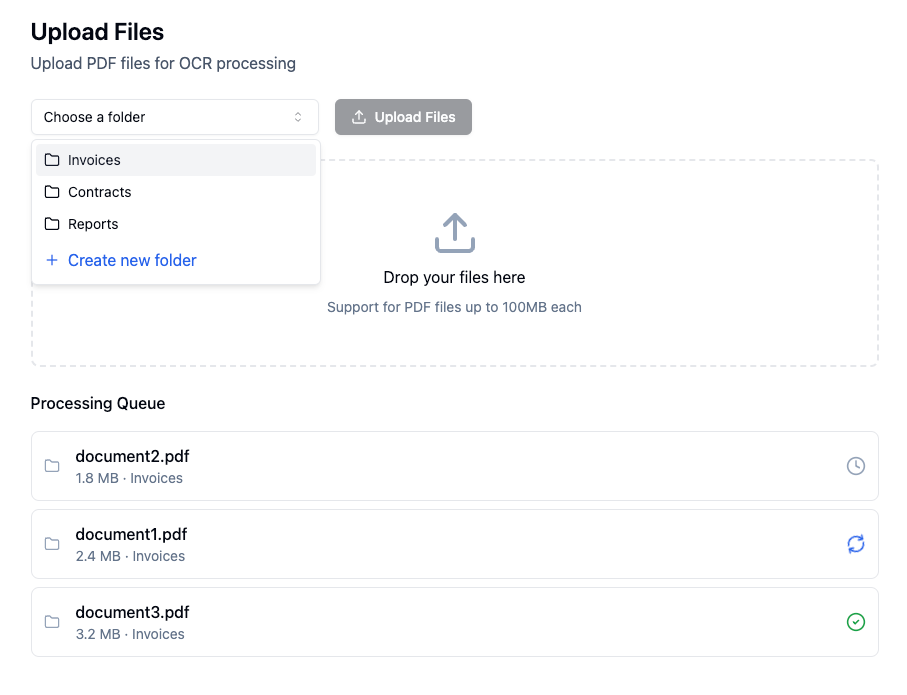 Upload Files
Upload PDF files for OCR processing
Choose a folder
Upload Files
Invoices
Contracts
Reports
Create new folder
Drop your files here
Support for PDF files up to 100MB each
Processing Queue
document2.pdf
1.8 MB · Invoices
document1.pdf
2.4 MB · Invoices
document3.pdf
3.2 MB · Invoices